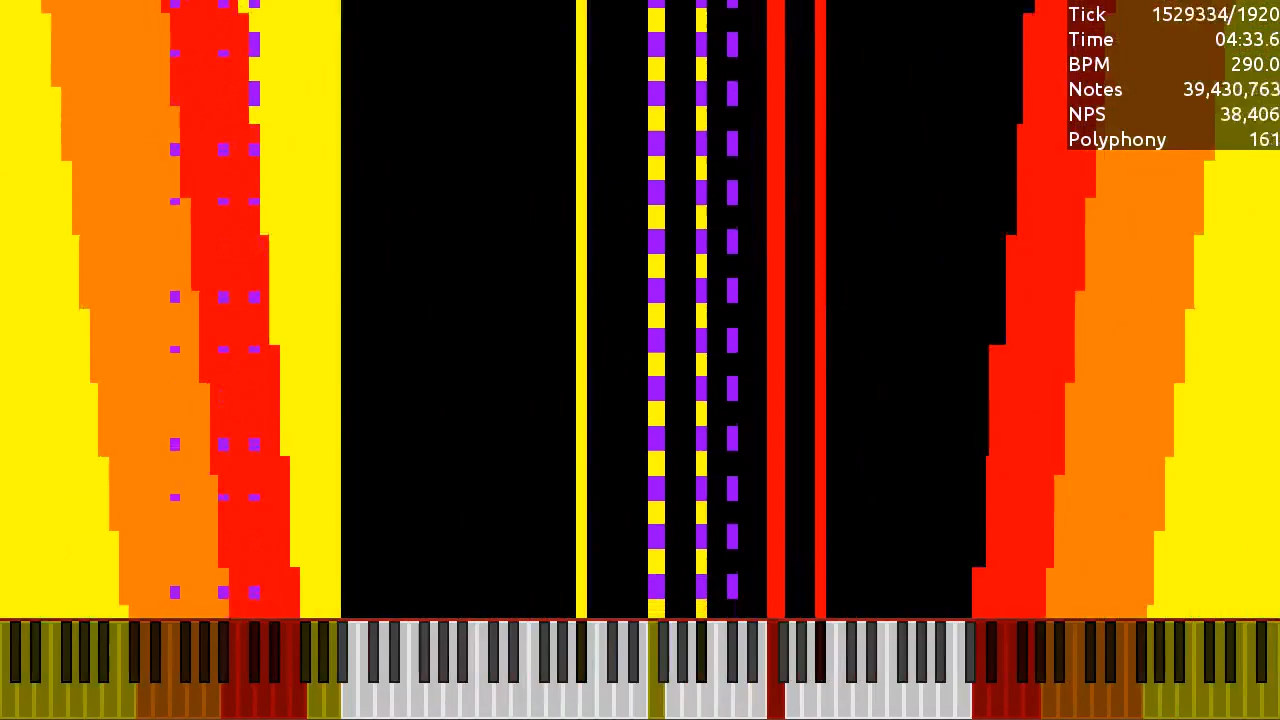 Tick 1529334/1920
Time 04:33.6
BPM 290.0
Notes 39,430,763
NPS 38,406
Polyphony 161